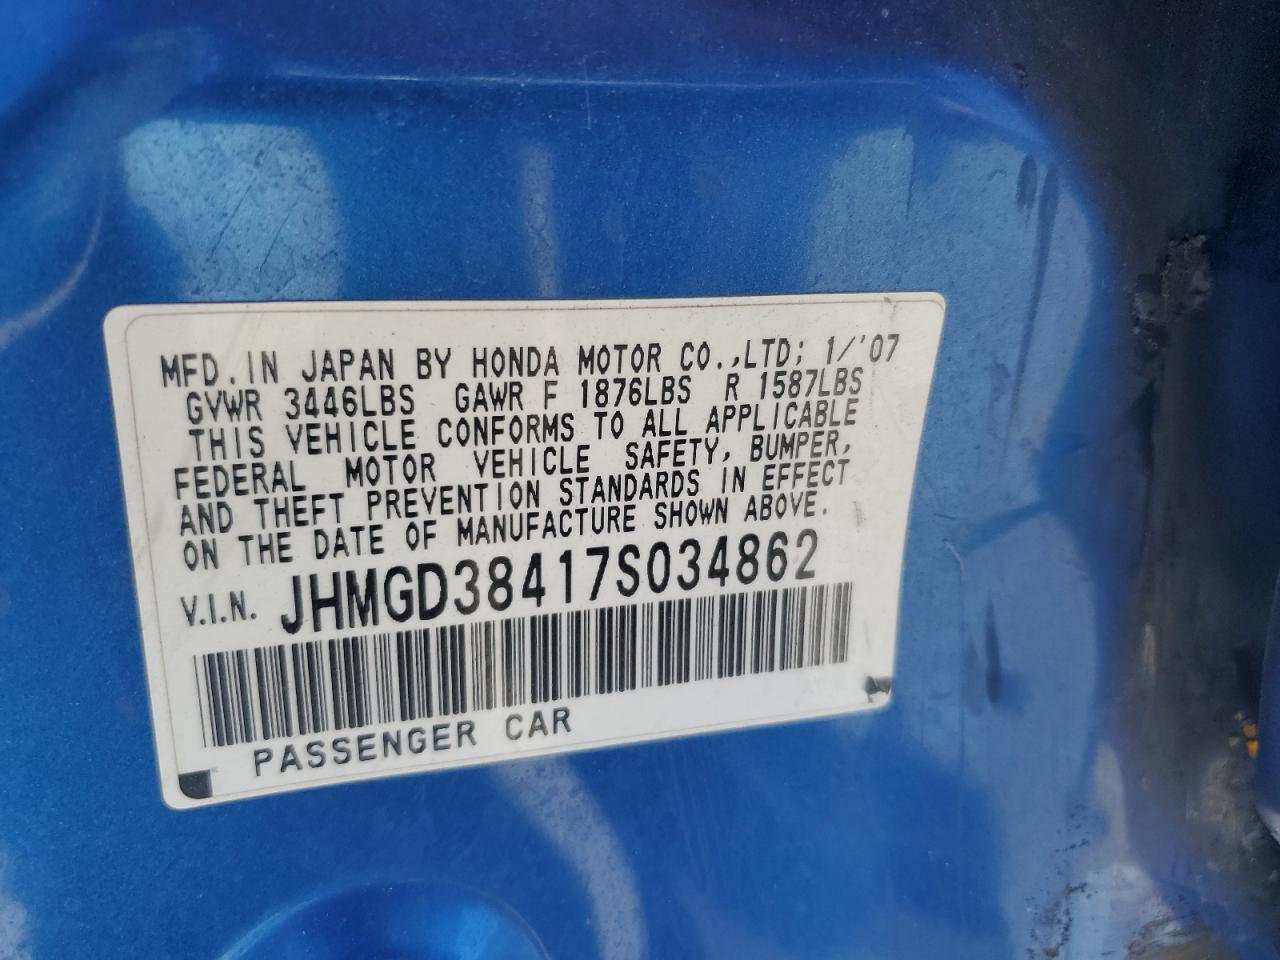 MFD. IN JAPAN BY HONDA MOTOR CO.,LTD; 1/'07
GVWR 3446LBS GAWR F 1876LBS R 1587LBS
THIS VEHICLE CONFORMS TO ALL APPLICABLE
FEDERAL MOTOR VEHICLE SAFETY, BUMPER,
AND THEFT PREVENTION STANDARDS IN EFFECT
ON THE DATE OF MANUFACTURE SHOWN ABOVE.
V.I.N. JHMGD38417S034862
PASSENGER CAR